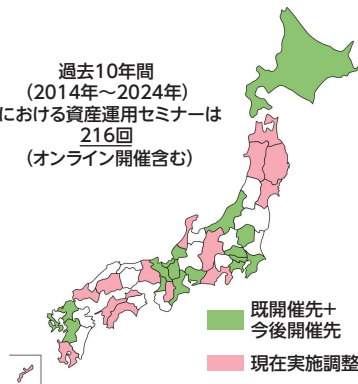 過去10年間
（2014年～2024年）
における資産運用セミナーは
216回
（オンライン開催含む）
既開催先＋
今後開催先
現在実施調整